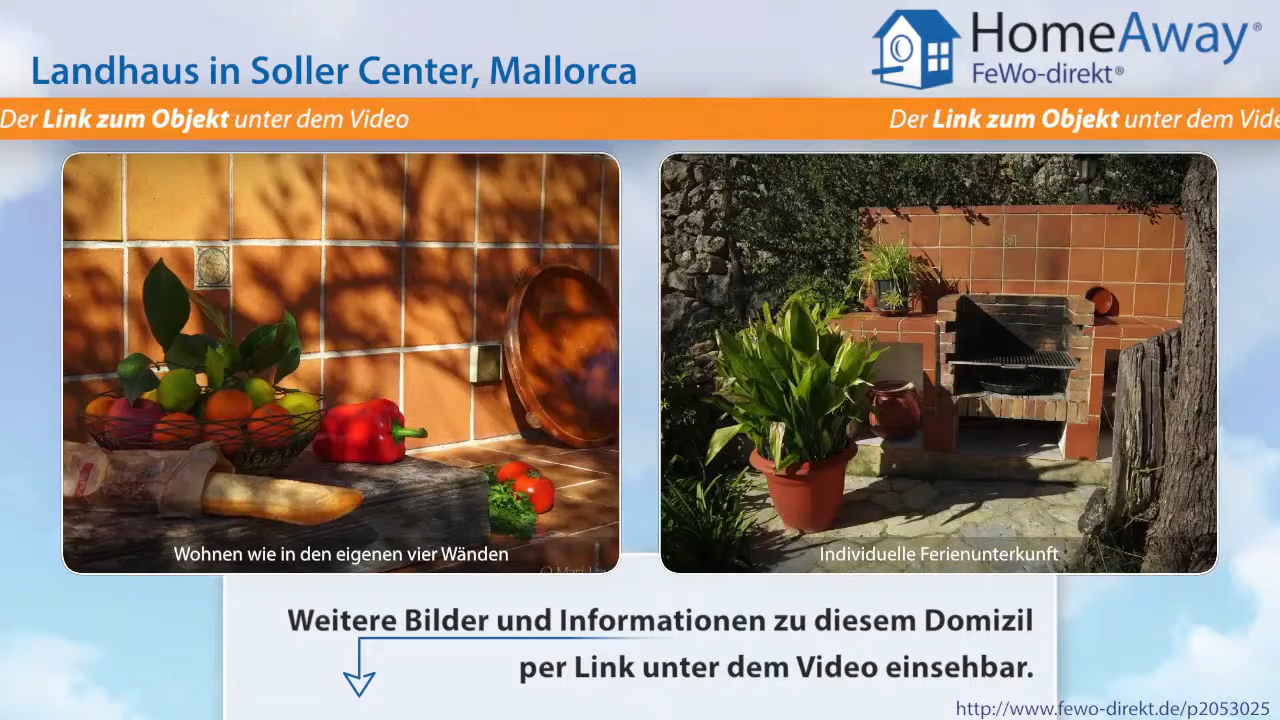 Landhaus in Soller Center, Mallorca
HomeAway®
FeWo-direkt®
Der Link zum Objekt unter dem Video
Der Link zum Objekt unter dem Vide
Wohnen wie in den eigenen vier Wänden
Individuelle Ferienunterkunft
Weitere Bilder und Informationen zu diesem Domizil
per Link unter dem Video einsehbar.
http://www.fewo-direkt.de/p2053025